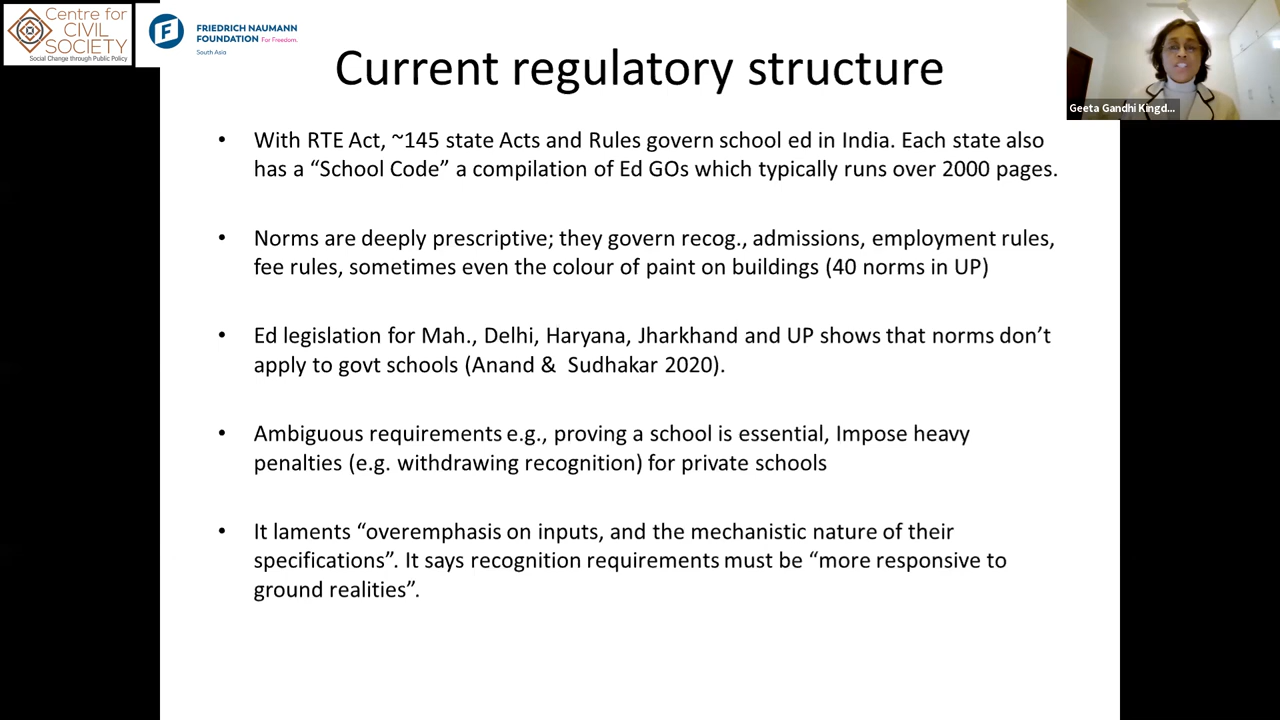 Centre for
CIVIL
SOCIETY
Social Change through Public Policy
F
FRIEDRICH NAUMANN
FOUNDATION For Freedom.
South Asia
Geeta Gandhi Kingd...
Current regulatory structure
• With RTE Act, ~145 state Acts and Rules govern school ed in India. Each state also
has a “School Code” a compilation of Ed GOs which typically runs over 2000 pages.
• Norms are deeply prescriptive; they govern recog., admissions, employment rules,
fee rules, sometimes even the colour of paint on buildings (40 norms in UP)
• Ed legislation for Mah., Delhi, Haryana, Jharkhand and UP shows that norms don’t
apply to govt schools (Anand &  Sudhakar 2020).
• Ambiguous requirements e.g., proving a school is essential, Impose heavy
penalties (e.g. withdrawing recognition) for private schools
• It laments “overemphasis on inputs, and the mechanistic nature of their
specifications”. It says recognition requirements must be “more responsive to
ground realities”.